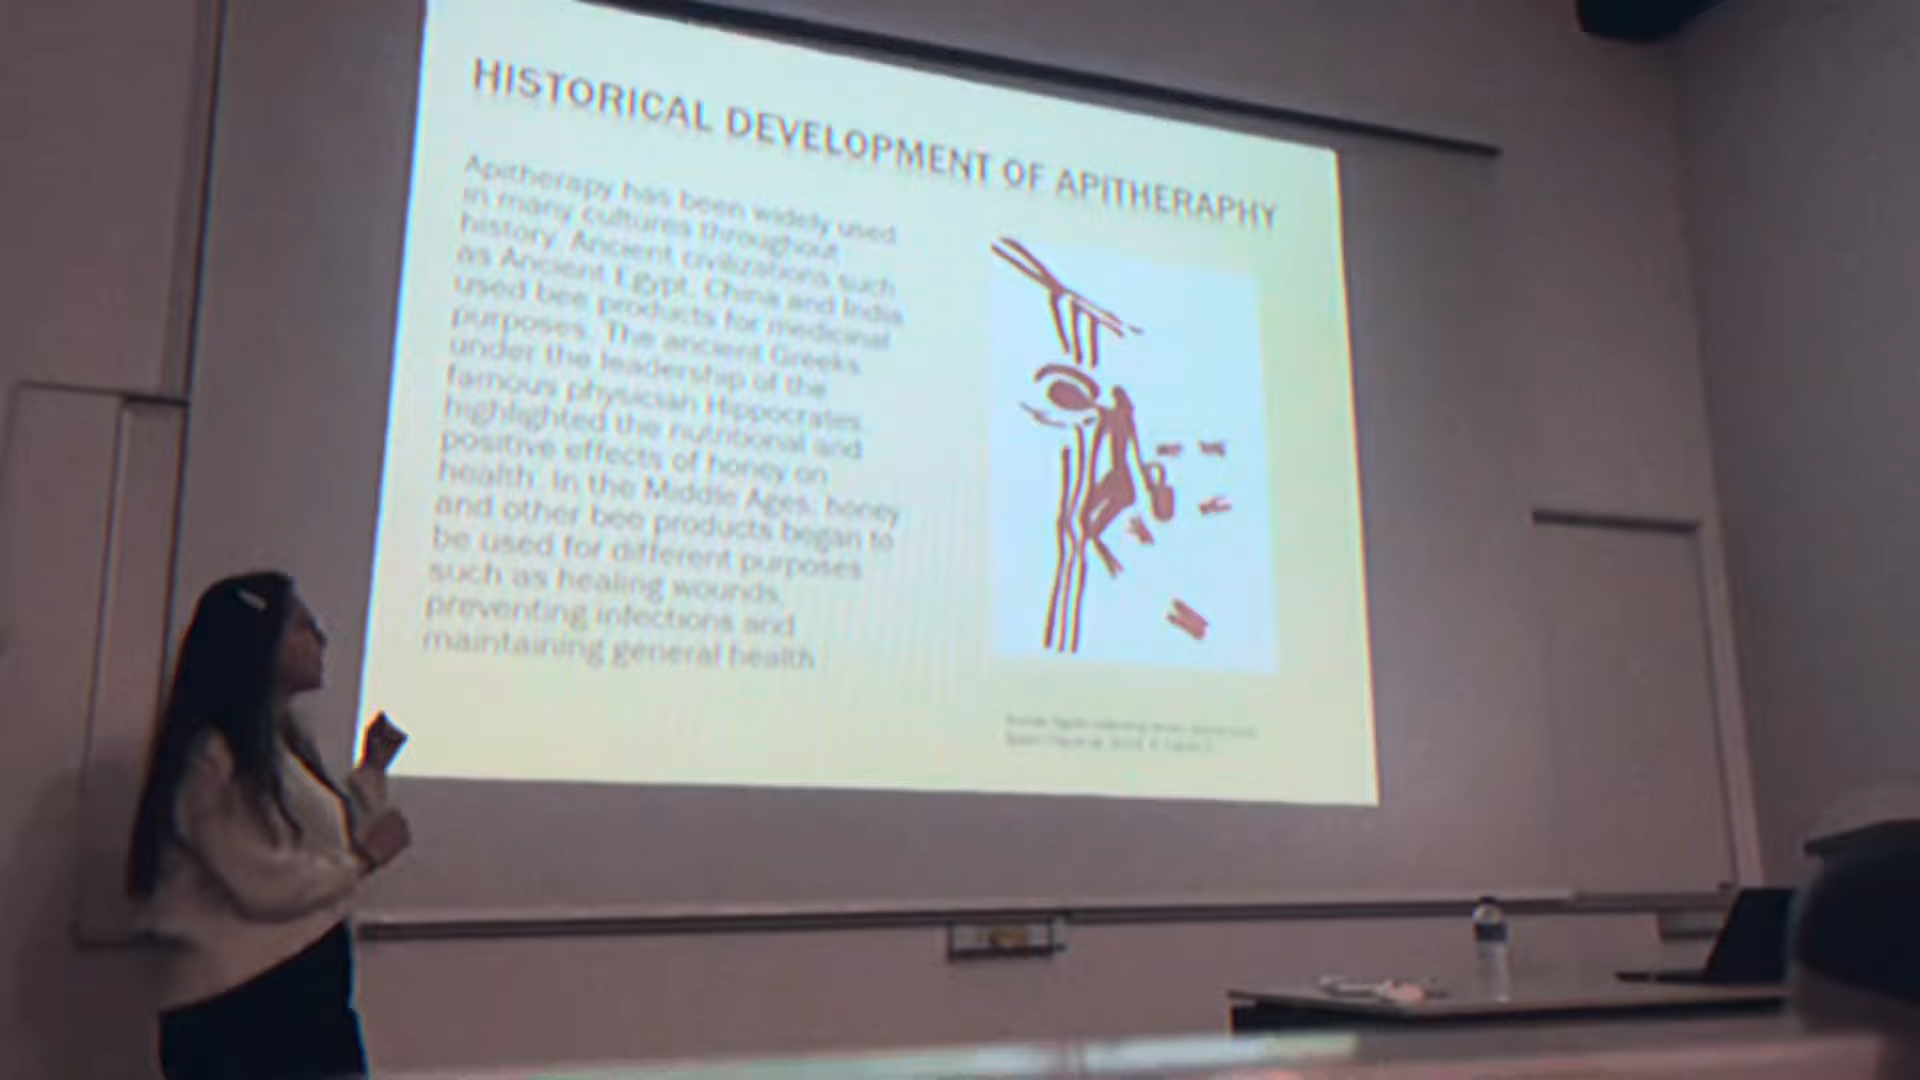 HISTORICAL DEVELOPMENT OF APITHERAPHY
Apitherapy has been widely used
in many cultures throughout
history. Ancient civilizations such
as Ancient Egypt, China and India
used bee products for medicinal
purposes. The ancient Greeks
under the leadership of the
famous physician Hippocrates
highlighted the nutritional and
positive effects of honey on
health. In the Middle Ages, honey
and other bee products began to
be used for different purposes
such as healing wounds,
preventing infections and
maintaining general health